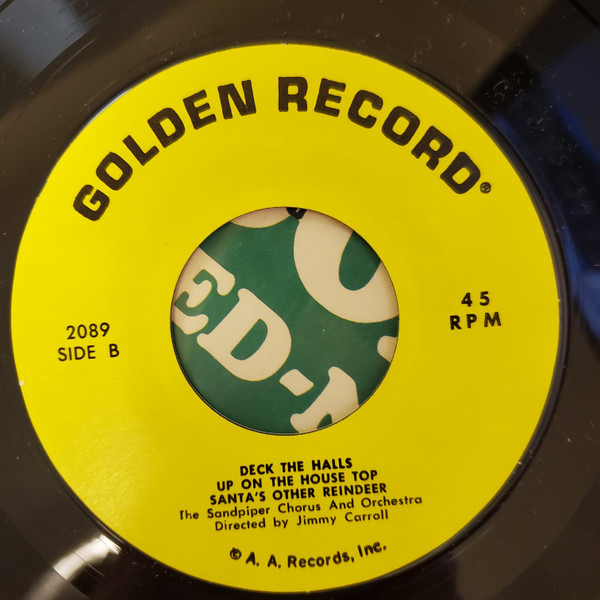 GOLDEN RECORD®
2089
SIDE B
45
RPM
ED-
DECK THE HALLS
UP ON THE HOUSE TOP
SANTA'S OTHER REINDEER
The Sandpiper Chorus And Orchestra
Directed by Jimmy Carroll
© A. A. Records, Inc.